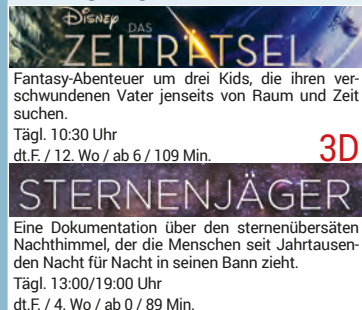 Disney
DAS
ZEITRÄTSEL
Fantasy-Abenteuer um drei Kids, die ihren ver-
schwundenen Vater jenseits von Raum und Zeit
suchen.
Tägl. 10:30 Uhr
dt.F. / 12. Wo / ab 6 / 109 Min.
3D
STERNENJÄGER
Eine Dokumentation über den sternenübersäten
Nachthimmel, der die Menschen seit Jahrtausen-
den Nacht für Nacht in seinen Bann zieht.
Tägl. 13:00/19:00 Uhr
dt.F. / 4. Wo / ab 0 / 89 Min.